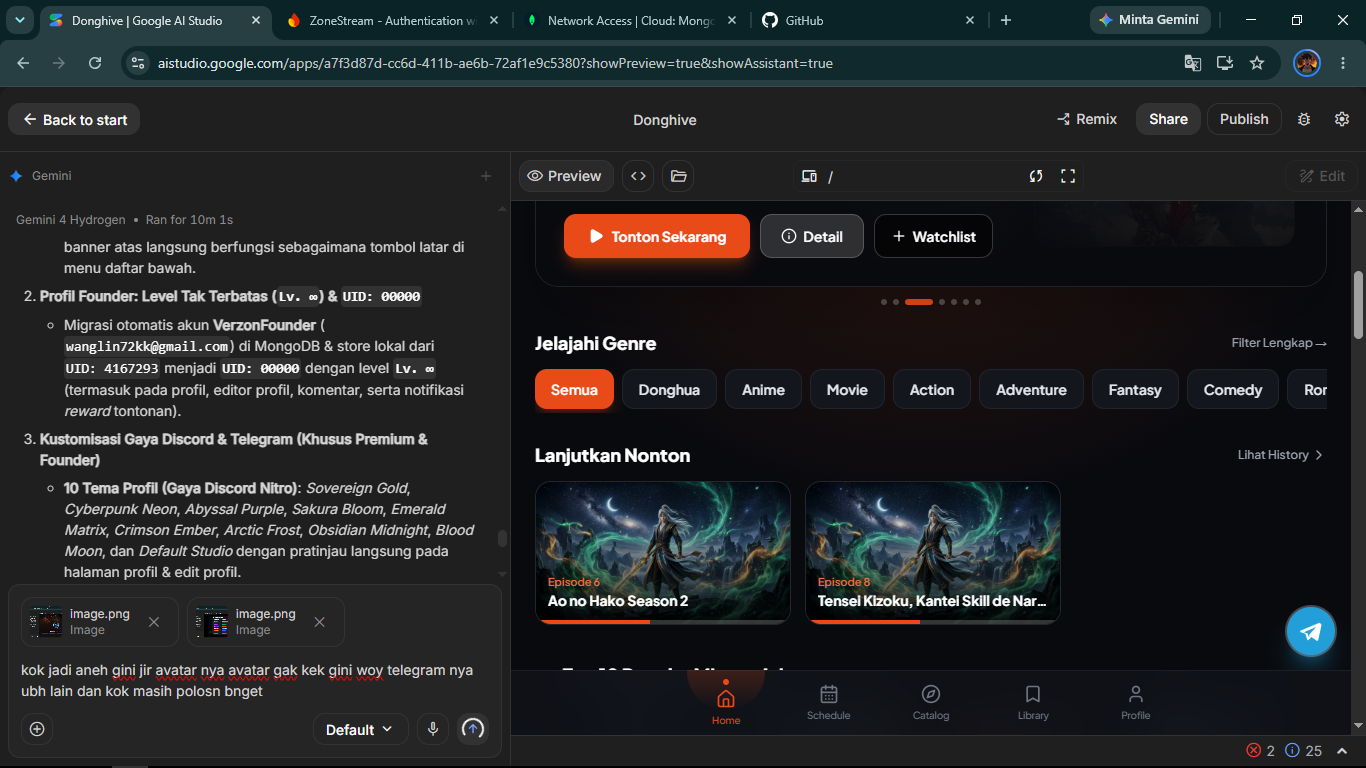 Donghive | Google AI Studio
ZoneStream - Authentication w
Network Access | Cloud: Mong
GitHub
Minta Gemini
aistudio.google.com/apps/a7f3d87d-cc6d-411b-ae6b-72af1e9c5380?showPreview=true&showAssistant=true
Back to start
Donghive
Remix
Share
Publish
Gemini
Preview
/
Edit
Gemini 4 Hydrogen • Ran for 10m 1s
banner atas langsung berfungsi sebagaimana tombol latar di
menu daftar bawah.
2. Profil Founder: Level Tak Terbatas (Lv. ∞) & UID: 00000
Migrasi otomatis akun VerzonFounder (
wanglin72kk@gmail.com) di MongoDB & store lokal dari
UID: 4167293 menjadi UID: 00000 dengan level Lv. ∞
(termasuk pada profil, editor profil, komentar, serta notifikasi
reward tontonan).
3. Kustomisasi Gaya Discord & Telegram (Khusus Premium &
Founder)
10 Tema Profil (Gaya Discord Nitro): Sovereign Gold,
Cyberpunk Neon, Abyssal Purple, Sakura Bloom, Emerald
Matrix, Crimson Ember, Arctic Frost, Obsidian Midnight, Blood
Moon, dan Default Studio dengan pratinjau langsung pada
halaman profil & edit profil.
image.png
Image
image.png
Image
kok jadi aneh gini jir avatar nya avatar gak kek gini woy telegram nya
ubh lain dan kok masih polosn bnget
Default
Tonton Sekarang
Detail
Watchlist
Jelajahi Genre
Filter Lengkap →
Semua
Donghua
Anime
Movie
Action
Adventure
Fantasy
Comedy
Ror
Lanjutkan Nonton
Lihat History
Episode 6
Ao no Hako Season 2
Episode 8
Tensei Kizoku, Kantei Skill de Nar...
Home
Schedule
Catalog
Library
Profile
2
25